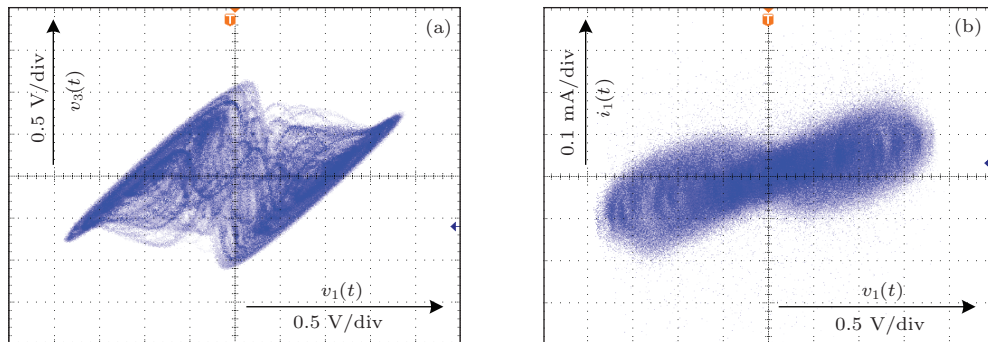 T
(a)
0.5 V/div
v₃(t)
v₁(t)
0.5 V/div
T
(b)
0.1 mA/div
i₁(t)
v₁(t)
0.5 V/div